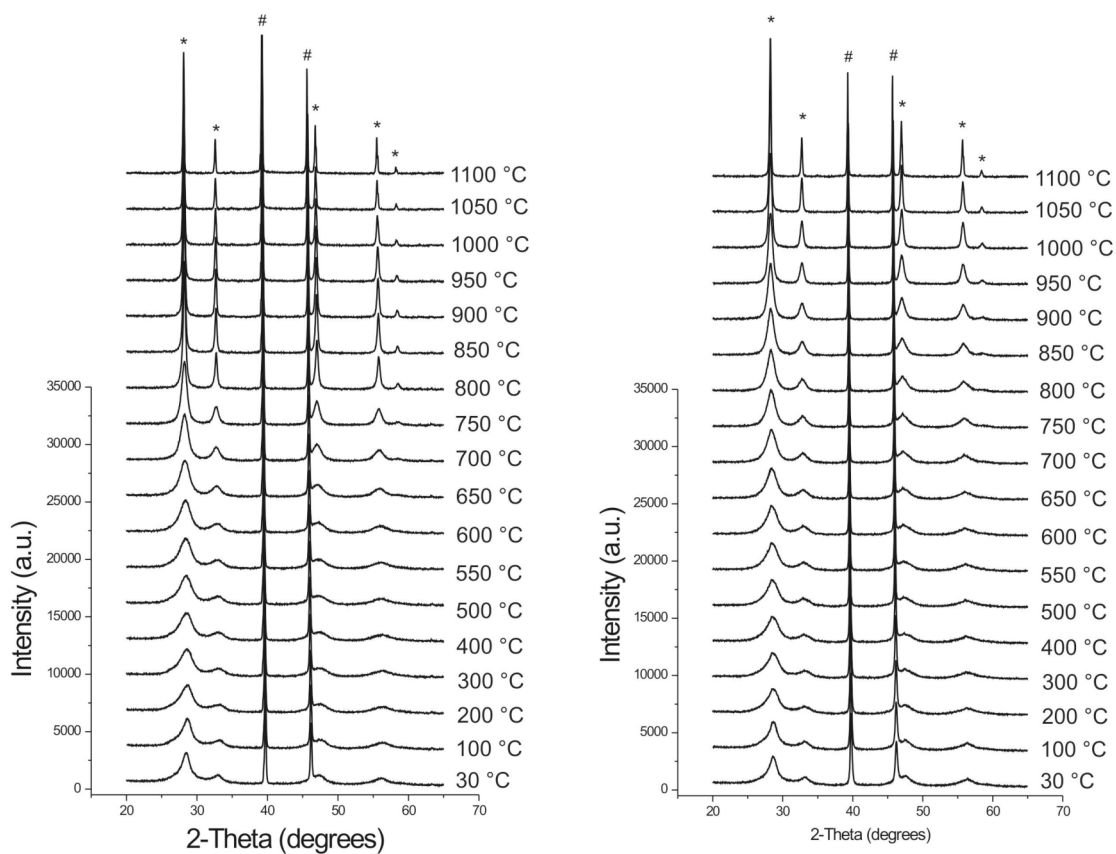 *
#
#
*
*
*
*
1100 °C
1050 °C
1000 °C
950 °C
900 °C
850 °C
800 °C
750 °C
700 °C
650 °C
600 °C
550 °C
500 °C
400 °C
300 °C
200 °C
100 °C
30 °C
35000
30000
25000
20000
15000
10000
5000
0
Intensity (a.u.)
20 30 40 50 60 70
2-Theta (degrees)
*
#
#
*
*
*
*
1100 °C
1050 °C
1000 °C
950 °C
900 °C
850 °C
800 °C
750 °C
700 °C
650 °C
600 °C
550 °C
500 °C
400 °C
300 °C
200 °C
100 °C
30 °C
35000
30000
25000
20000
15000
10000
5000
0
Intensity (a.u.)
20 30 40 50 60 70
2-Theta (degrees)